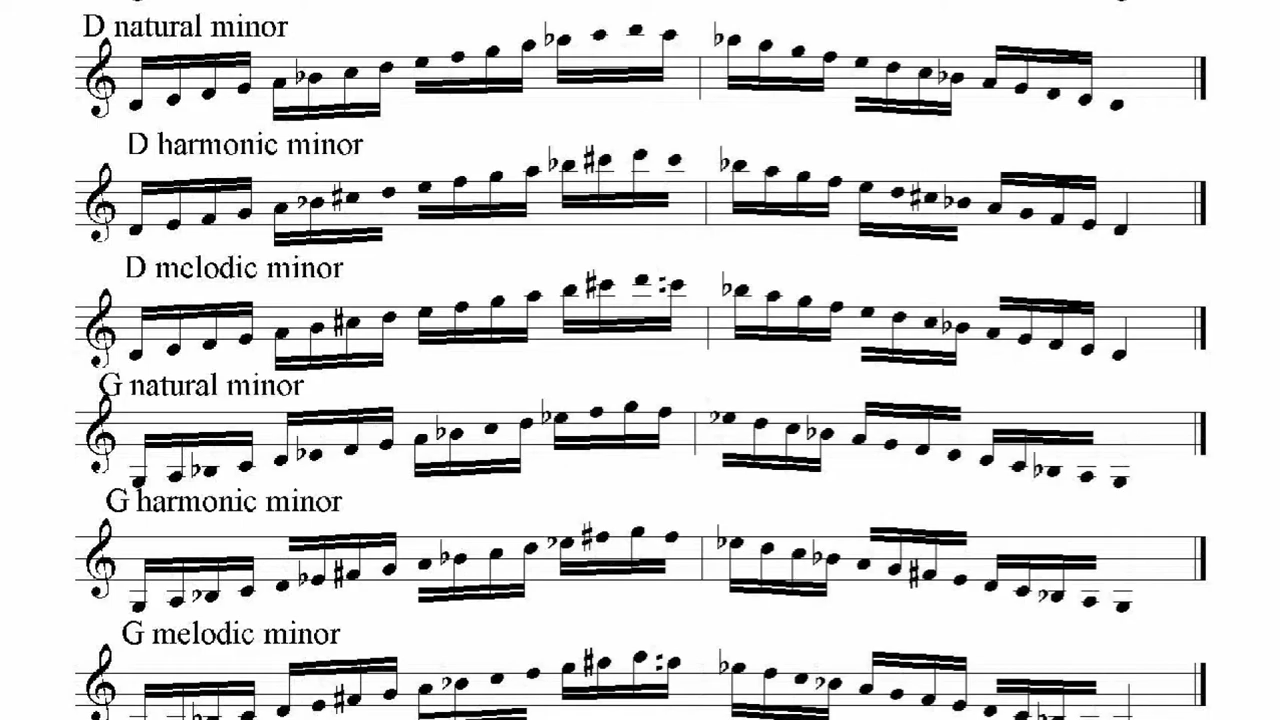 D natural minor
D harmonic minor
D melodic minor
G natural minor
G harmonic minor
G melodic minor